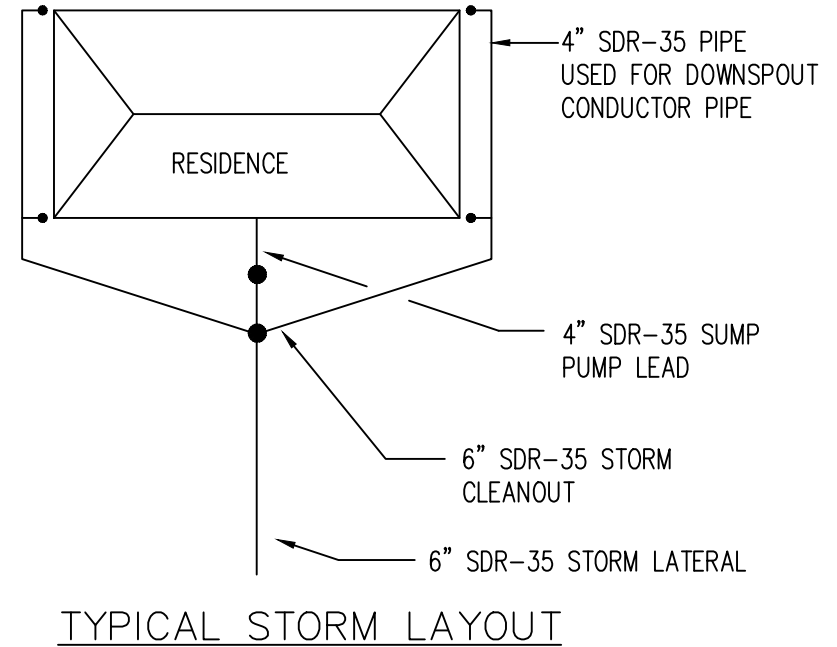 4” SDR-35 PIPE
USED FOR DOWNSPOUT
CONDUCTOR PIPE
RESIDENCE
4” SDR-35 SUMP
PUMP LEAD
6” SDR-35 STORM
CLEANOUT
6” SDR-35 STORM LATERAL
TYPICAL STORM LAYOUT